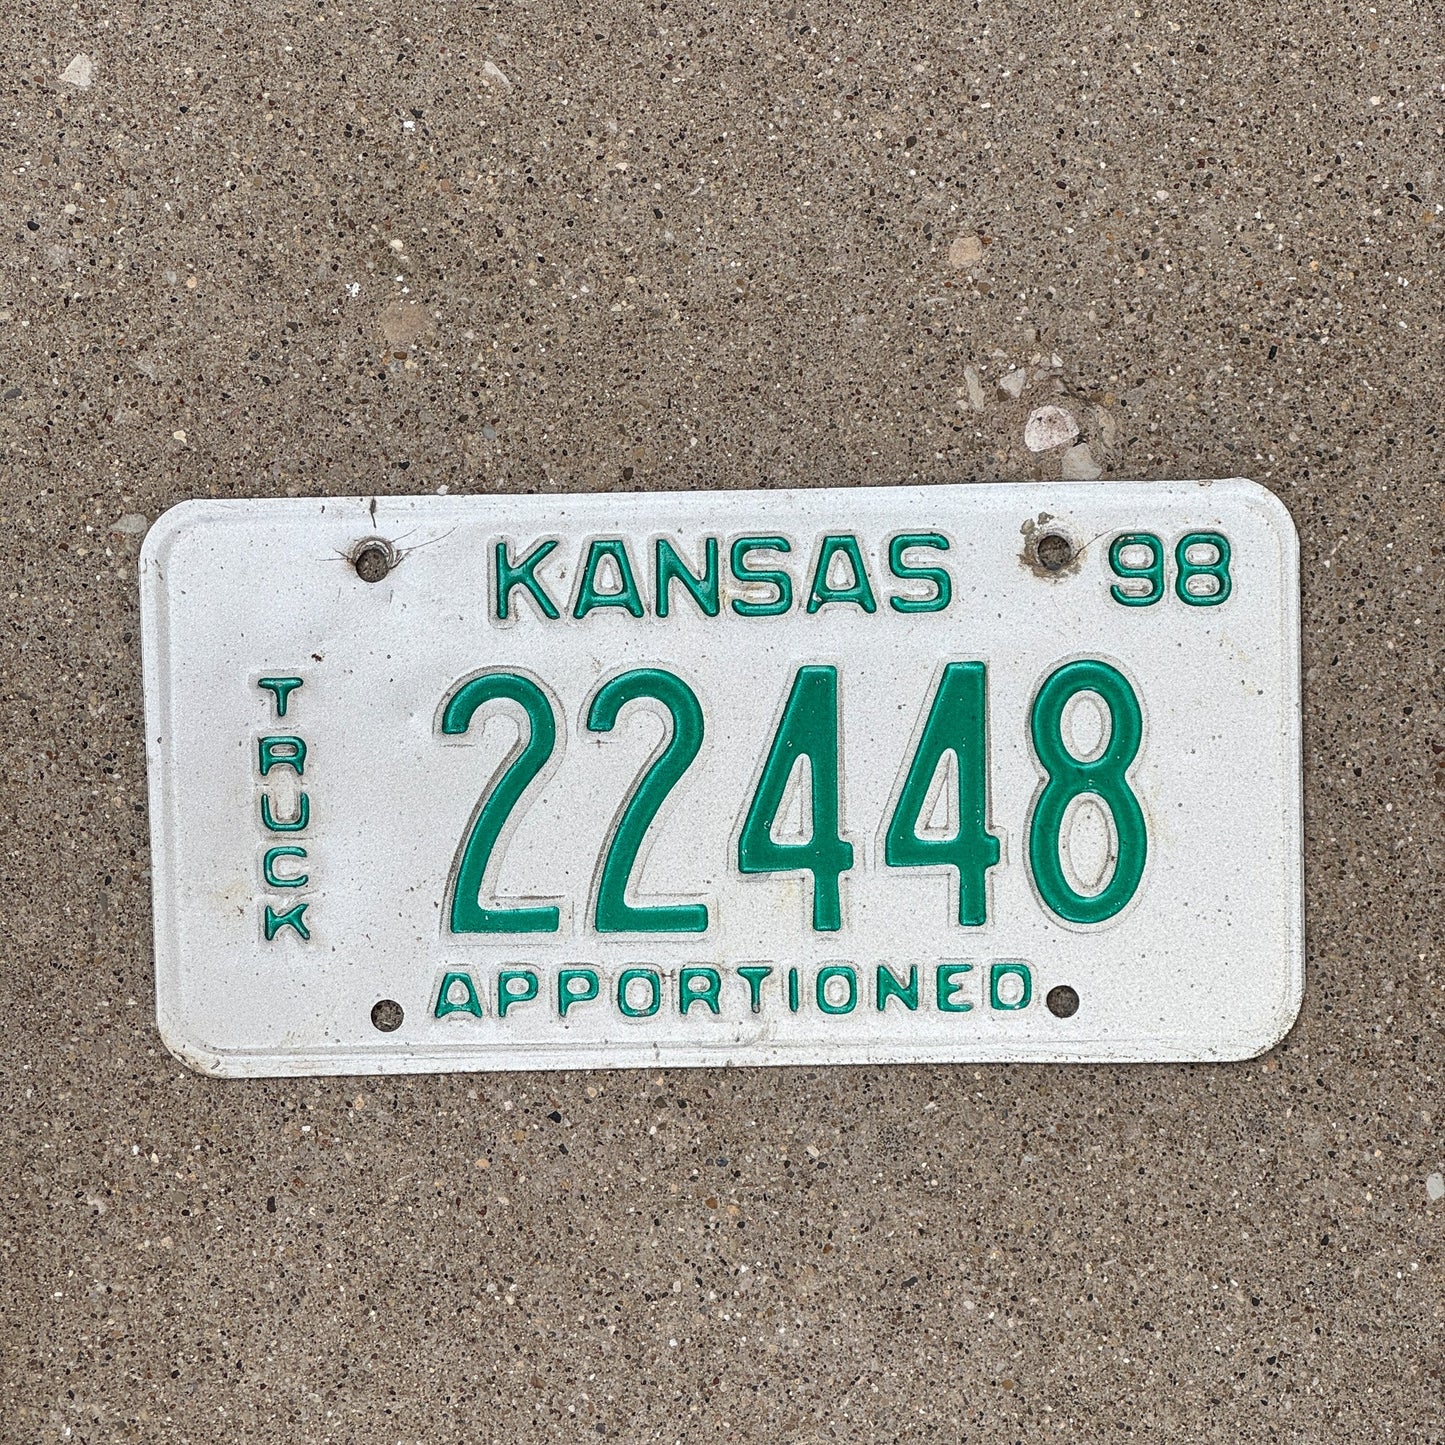 KANSAS 98
TRUCK
22448
APPORTIONED